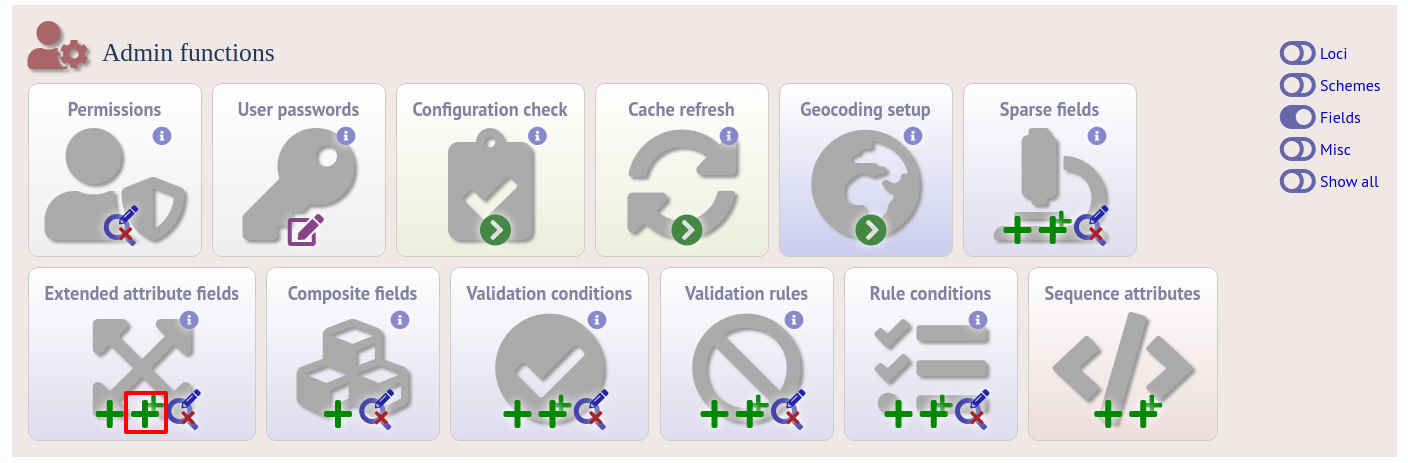 Admin functions
Loci
Schemes
Fields
Misc
Show all
Permissions
User passwords
Configuration check
Cache refresh
Geocoding setup
Sparse fields
Extended attribute fields
Composite fields
Validation conditions
Validation rules
Rule conditions
Sequence attributes